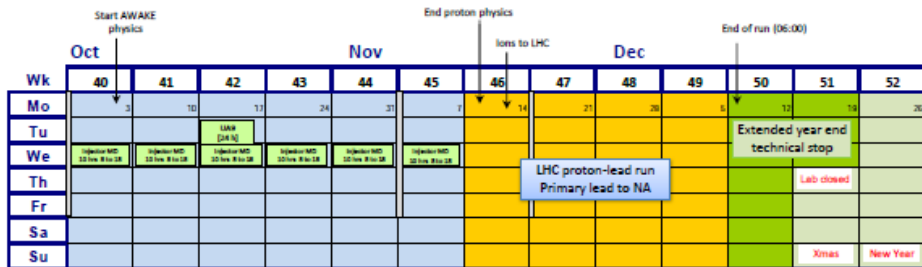 Start AWAKE
physics
End proton physics
Ions to LHC
End of run (06:00)
Oct Nov Dec
Wk 40 41 42 43 44 45 46 47 48 49 50 51 52
Mo 3 10 17 24 31 7 14 21 28 5 12 19 26
Tu
UA9
[24 h]
Extended year end
technical stop
We
Injector MD Injector MD Injector MD Injector MD Injector MD Injector MD
10 hrs 8 to 18 10 hrs 8 to 18 10 hrs 8 to 18 10 hrs 8 to 18 10 hrs 8 to 18 10 hrs 8 to 18
LHC proton-lead run
Primary lead to NA
Th Lab closed
Fr
Sa
Su Xmas New Year